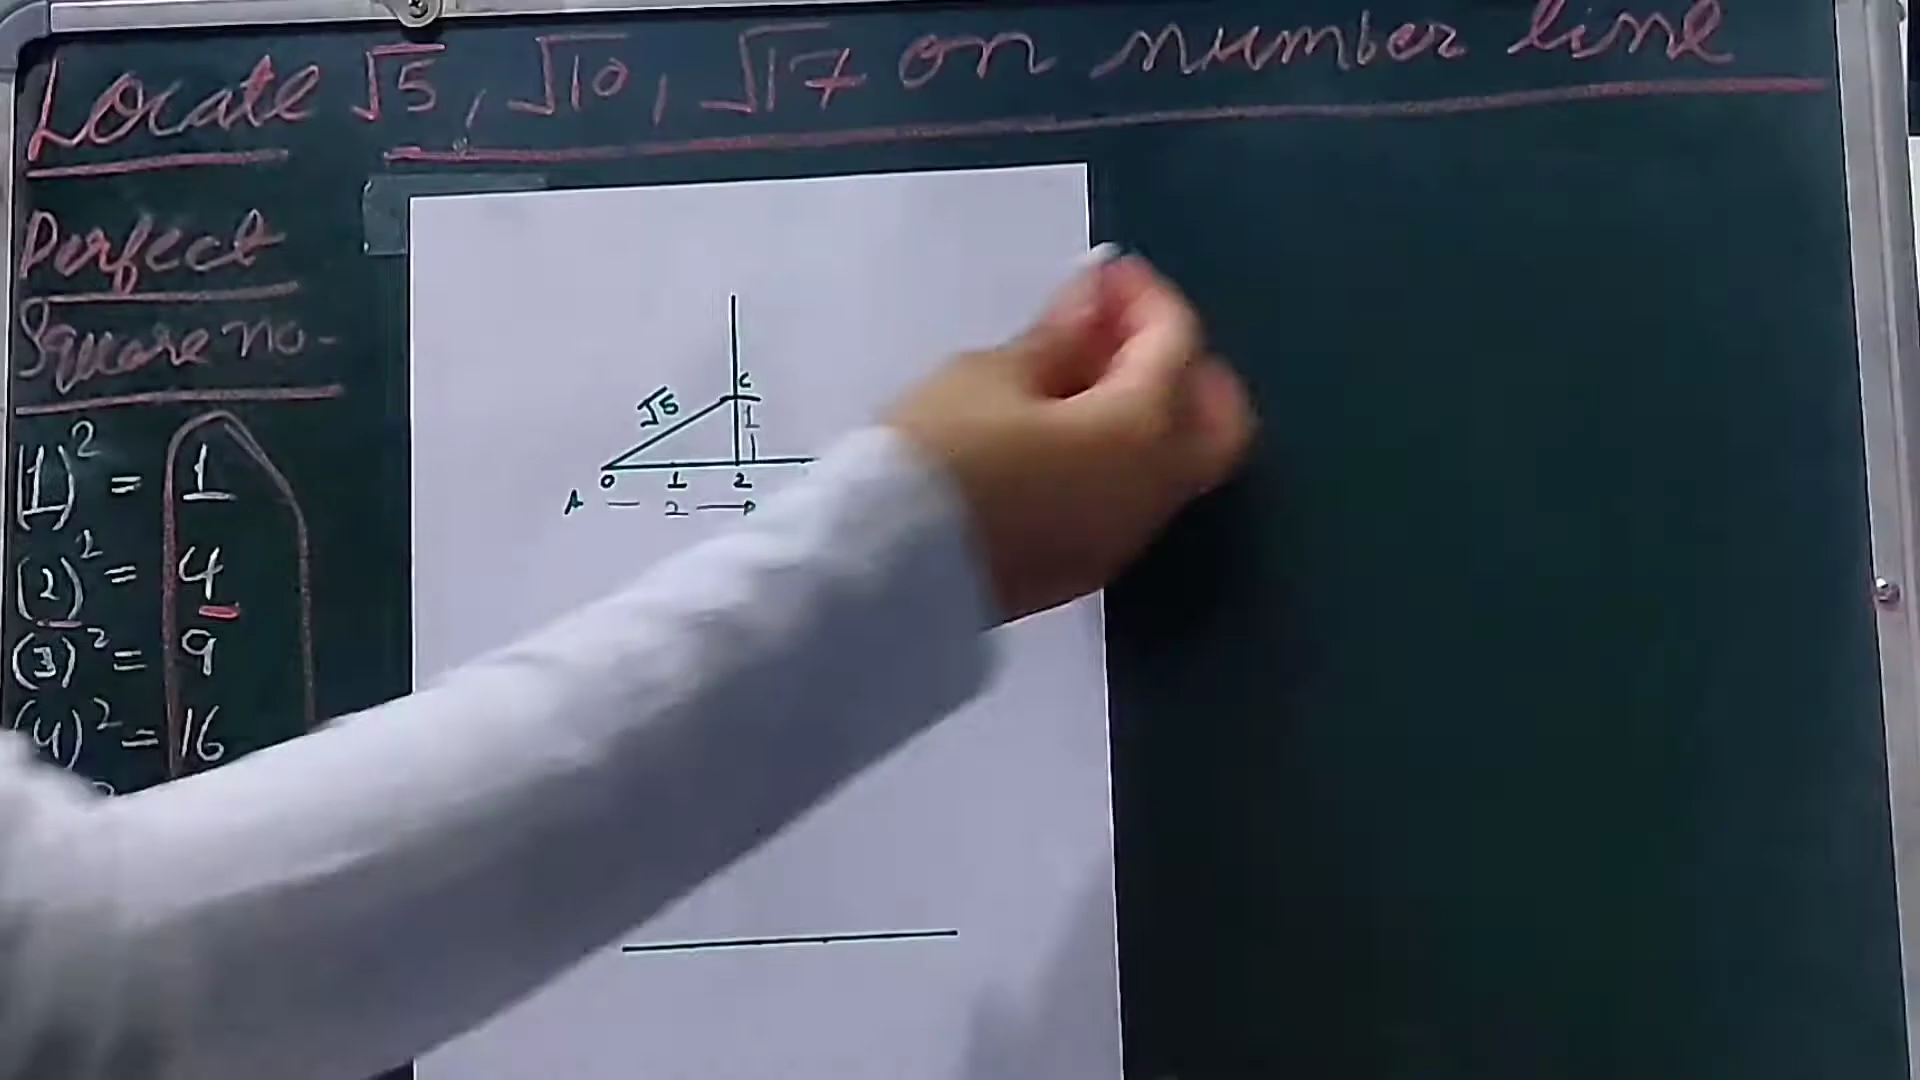 Locate √5, √10, √17 on number line
Perfect
Square no-
(1)² = 1
(2)² = 4
(3)² = 9
(4)² = 16
C
√5
1
0 1 2
A — 2 →